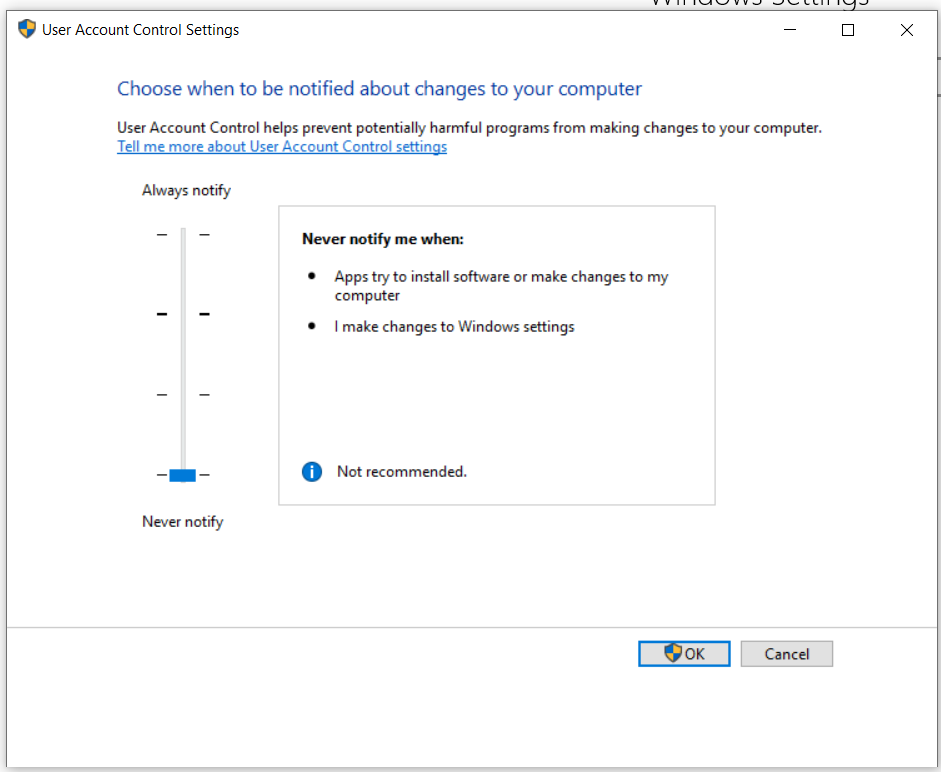 Windows Settings
User Account Control Settings
Choose when to be notified about changes to your computer
User Account Control helps prevent potentially harmful programs from making changes to your computer.
Tell me more about User Account Control settings
Always notify
Never notify me when:
• Apps try to install software or make changes to my
computer
• I make changes to Windows settings
Not recommended.
Never notify
OK
Cancel